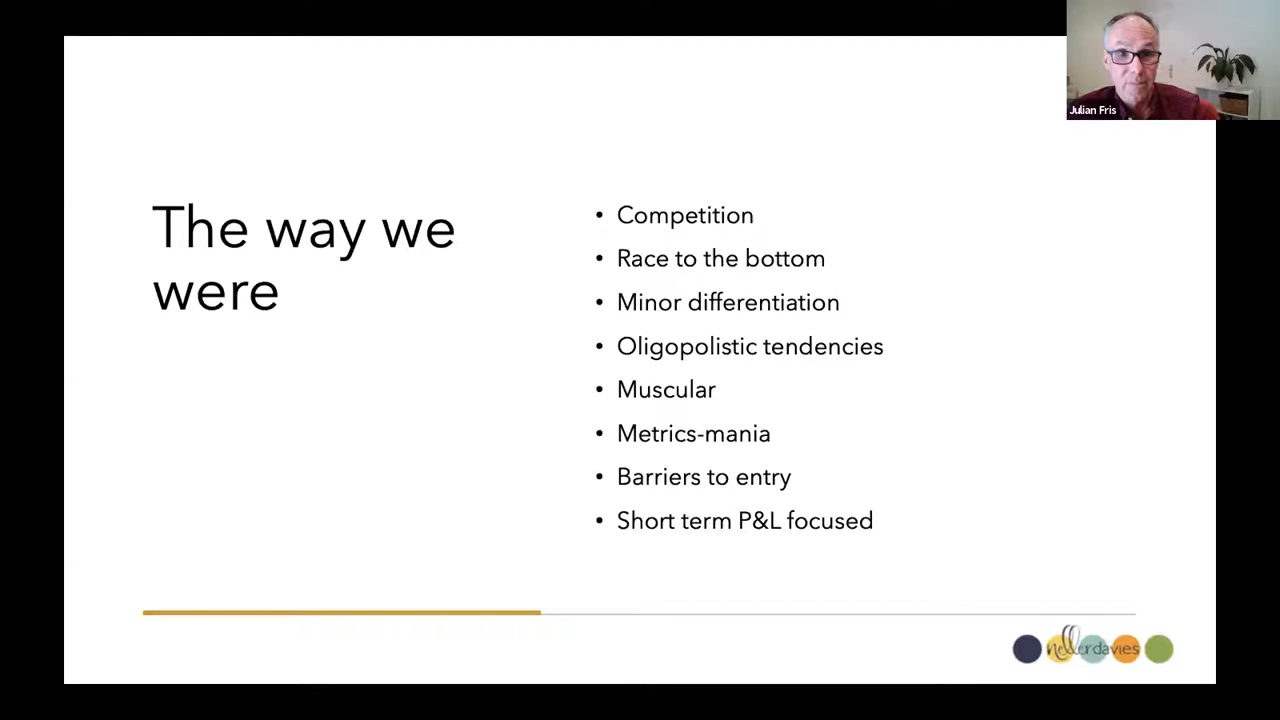 Julian Fris
The way we
were
• Competition
• Race to the bottom
• Minor differentiation
• Oligopolistic tendencies
• Muscular
• Metrics-mania
• Barriers to entry
• Short term P&L focused
nellerdavies